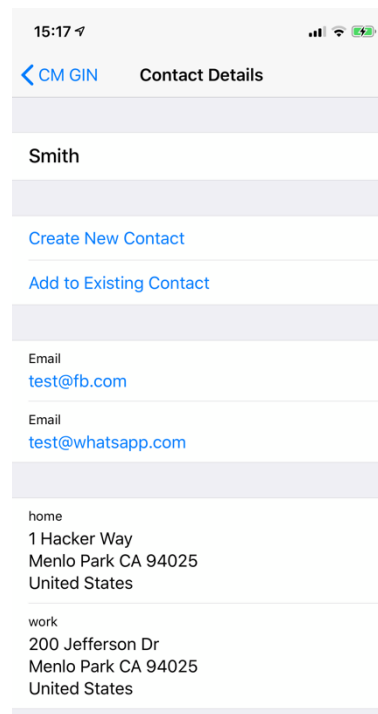 15:17
CM GIN Contact Details
Smith
Create New Contact
Add to Existing Contact
Email
test@fb.com
Email
test@whatsapp.com
home
1 Hacker Way
Menlo Park CA 94025
United States
work
200 Jefferson Dr
Menlo Park CA 94025
United States